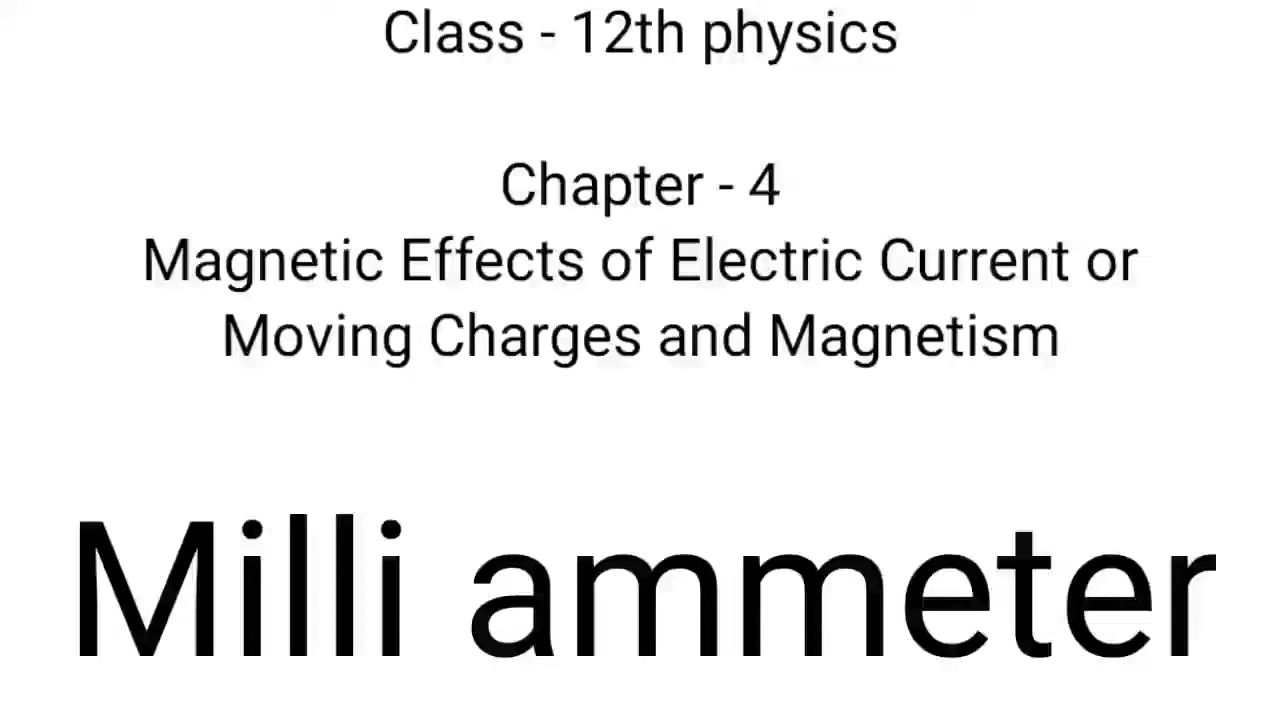 Class - 12th physics
Chapter - 4
Magnetic Effects of Electric Current or
Moving Charges and Magnetism
Milli ammeter